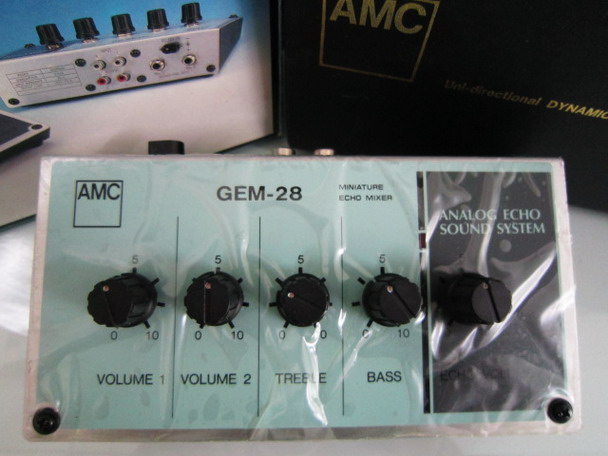 AMC
Uni-directional DYNAMIC
AMC
GEM-28
MINIATURE
ECHO MIXER
ANALOG ECHO
SOUND SYSTEM
5
5
5
5
0 10
0 10
0 10
0 10
VOLUME 1
VOLUME 2
TREBLE
BASS